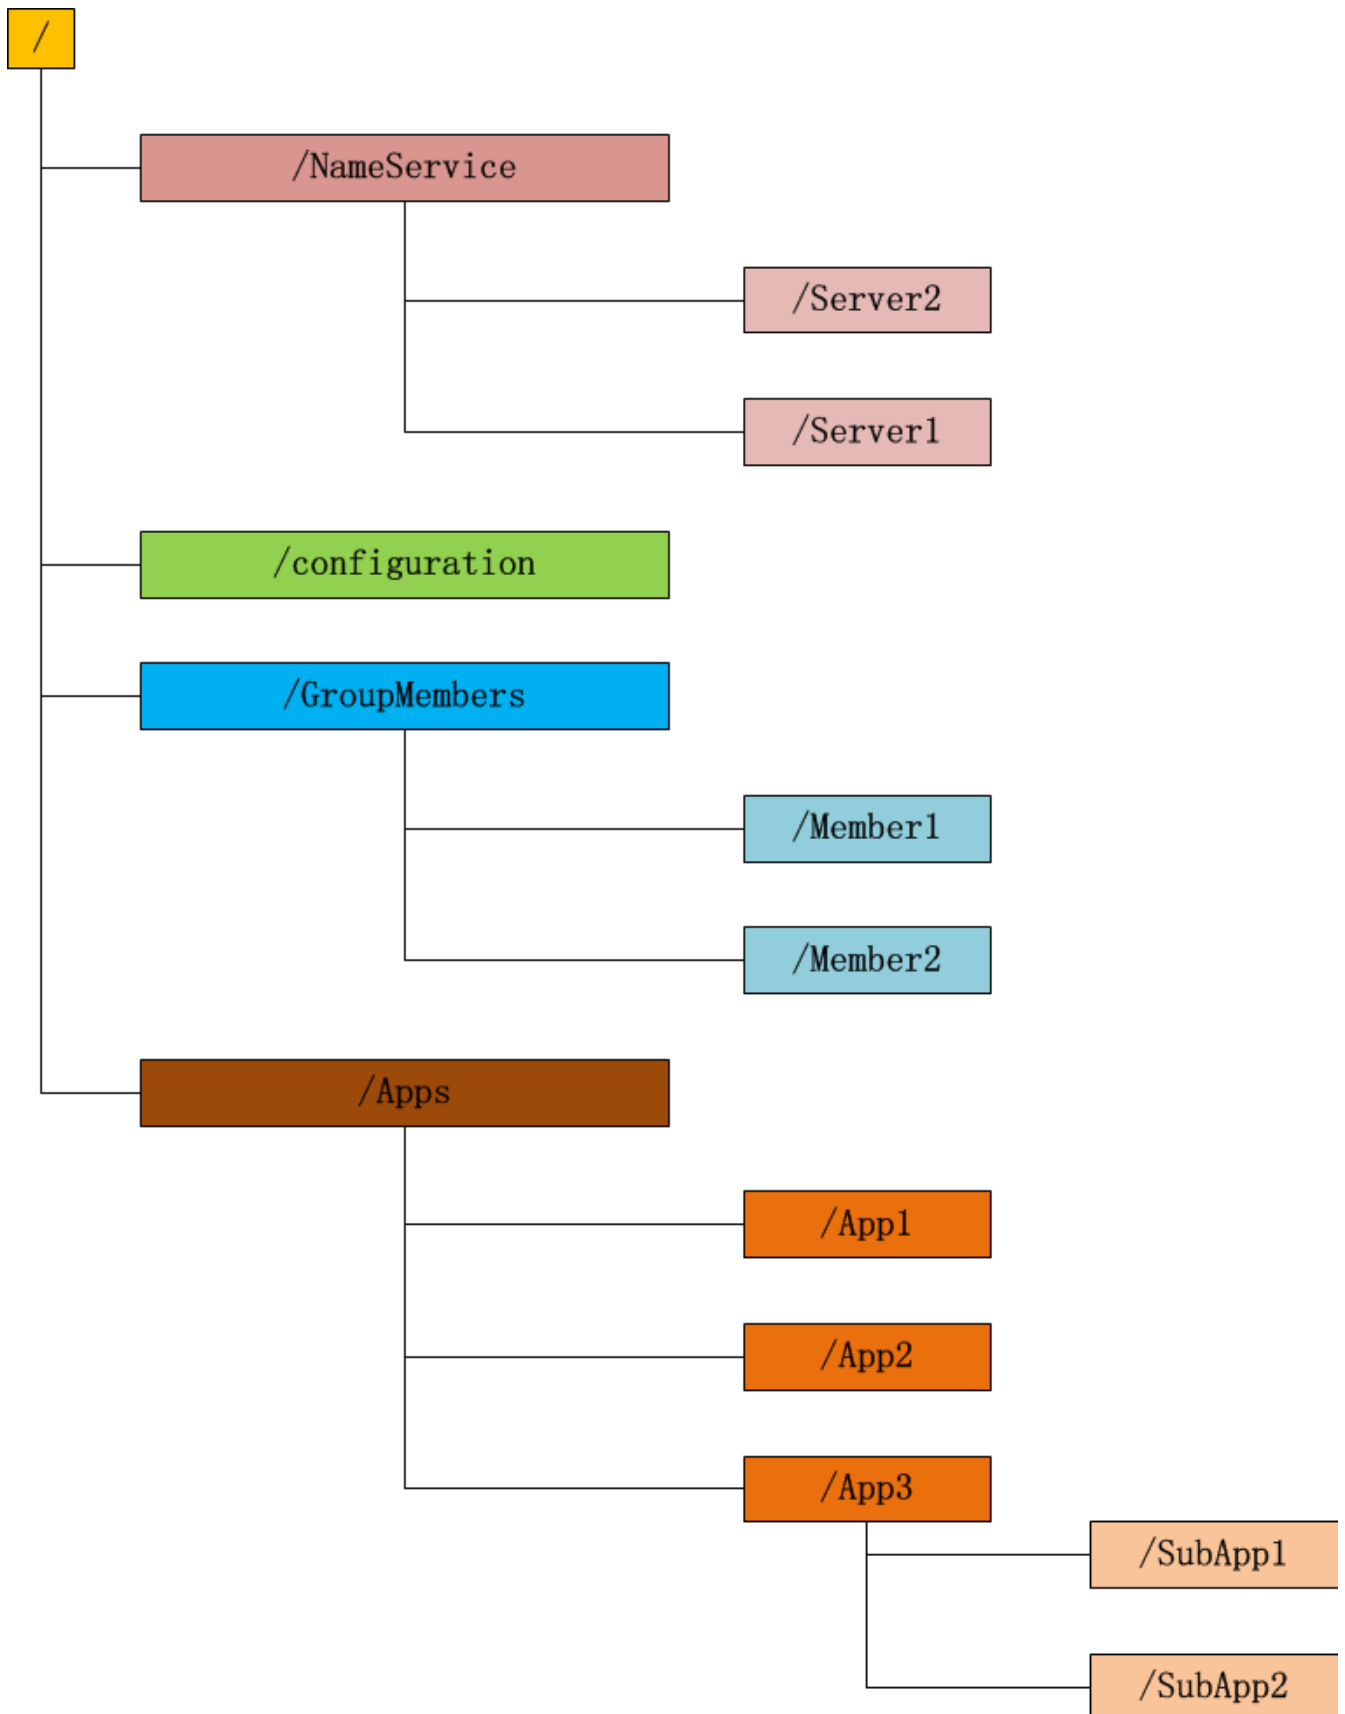 /
/NameService
/Server2
/Server1
/configuration
/GroupMembers
/Member1
/Member2
/Apps
/App1
/App2
/App3
/SubApp1
/SubApp2